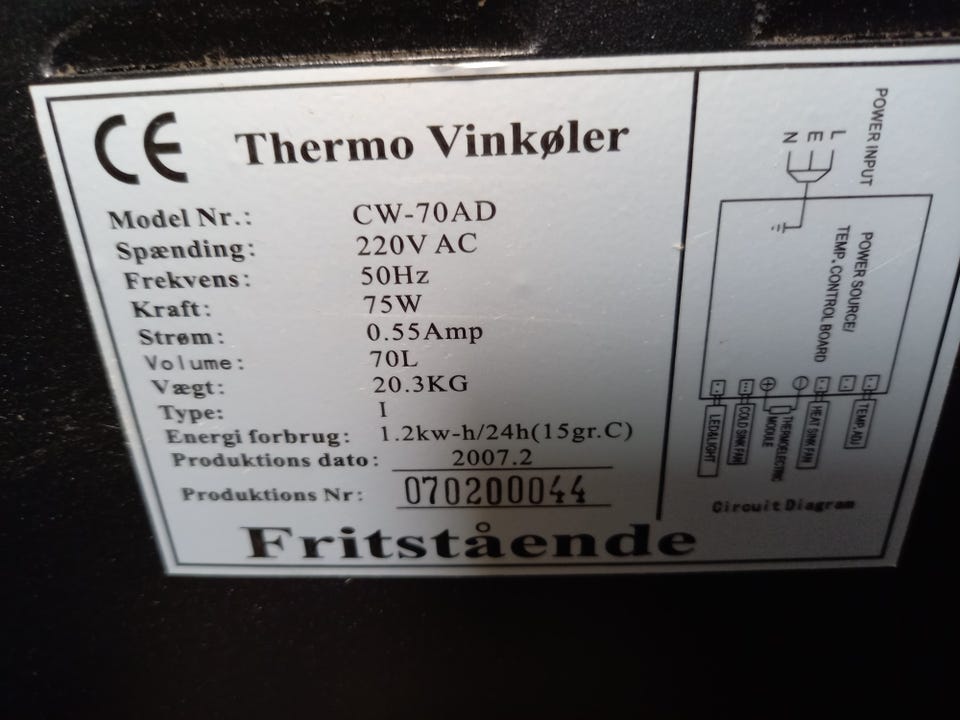 CE Thermo Vinkøler
Model Nr.: CW-70AD
Spænding: 220V AC
Frekvens: 50Hz
Kraft: 75W
Strøm: 0.55Amp
Volume: 70L
Vægt: 20.3KG
Type: I
Energi forbrug: 1.2kw-h/24h(15gr.C)
Produktions dato: 2007.2
Produktions Nr: 070200044
Fritstående
POWER INPUT
L
E
N
POWER SOURCE/
TEMP. CONTROL BOARD
TEMP. ADJ
HEAT SINK FAN
THERMOELECTRIC
MODULE
COLD SINK FAN
LED&LIGHT
Circuit Diagram